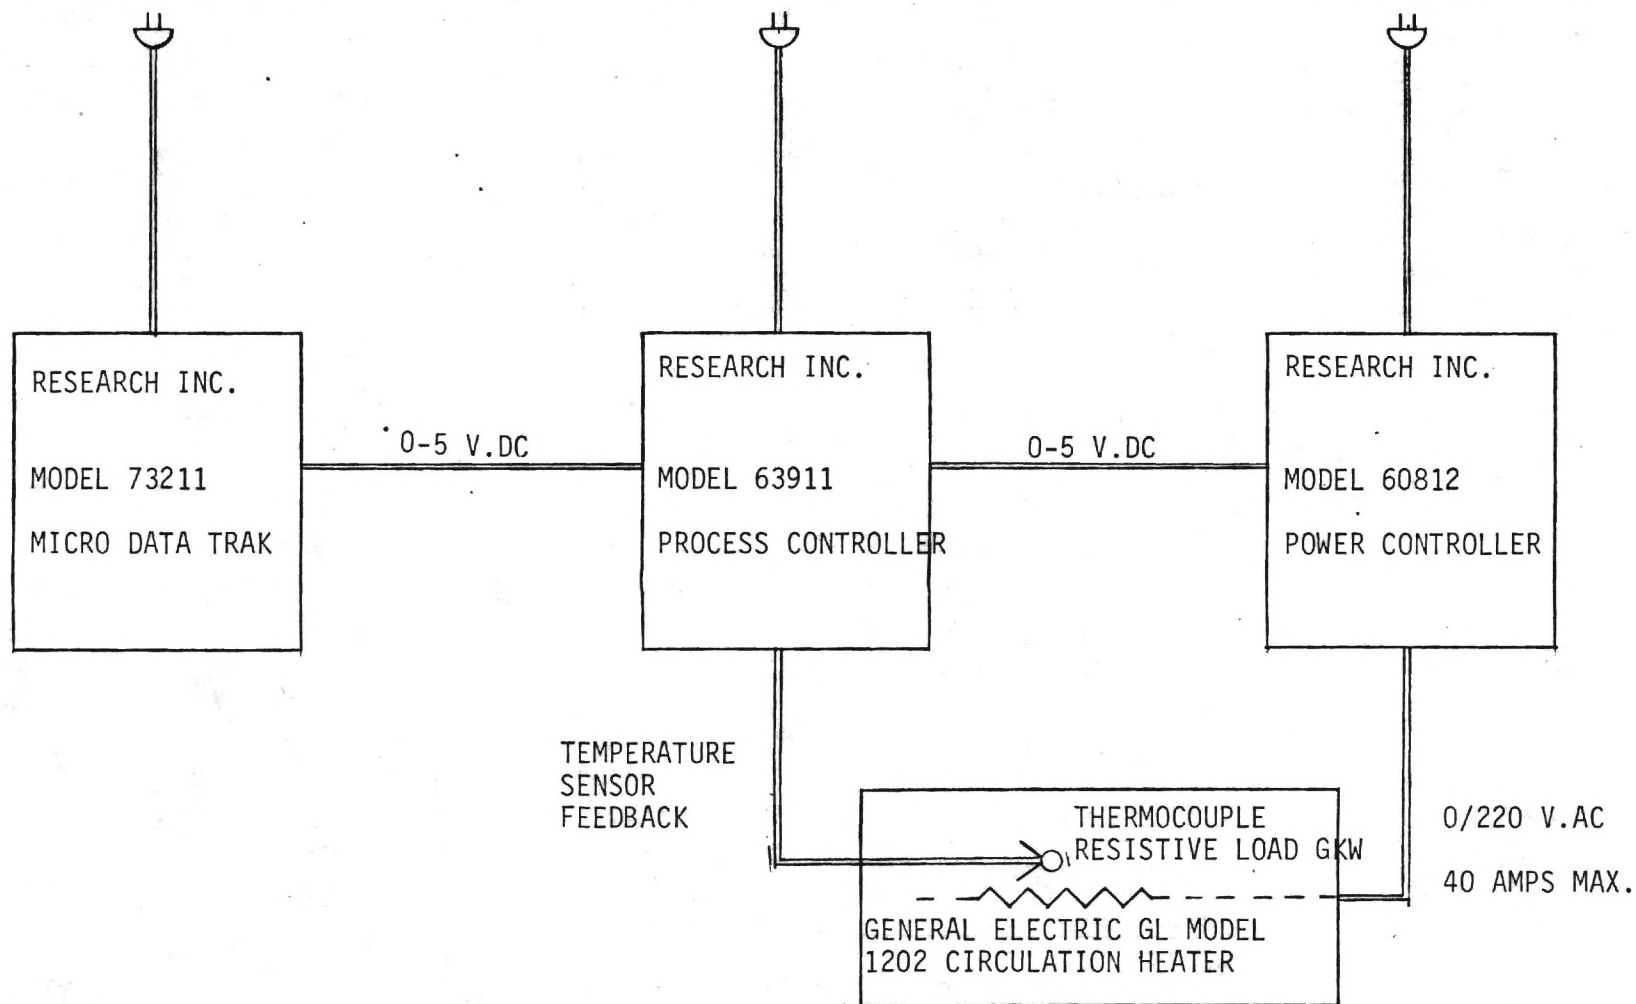 RESEARCH INC.
MODEL 73211
MICRO DATA TRAK
0-5 V.DC
RESEARCH INC.
MODEL 63911
PROCESS CONTROLLER
0-5 V.DC
RESEARCH INC.
MODEL 60812
POWER CONTROLLER
TEMPERATURE
SENSOR
FEEDBACK
THERMOCOUPLE
RESISTIVE LOAD GKW
GENERAL ELECTRIC GL MODEL
1202 CIRCULATION HEATER
0/220 V.AC
40 AMPS MAX.